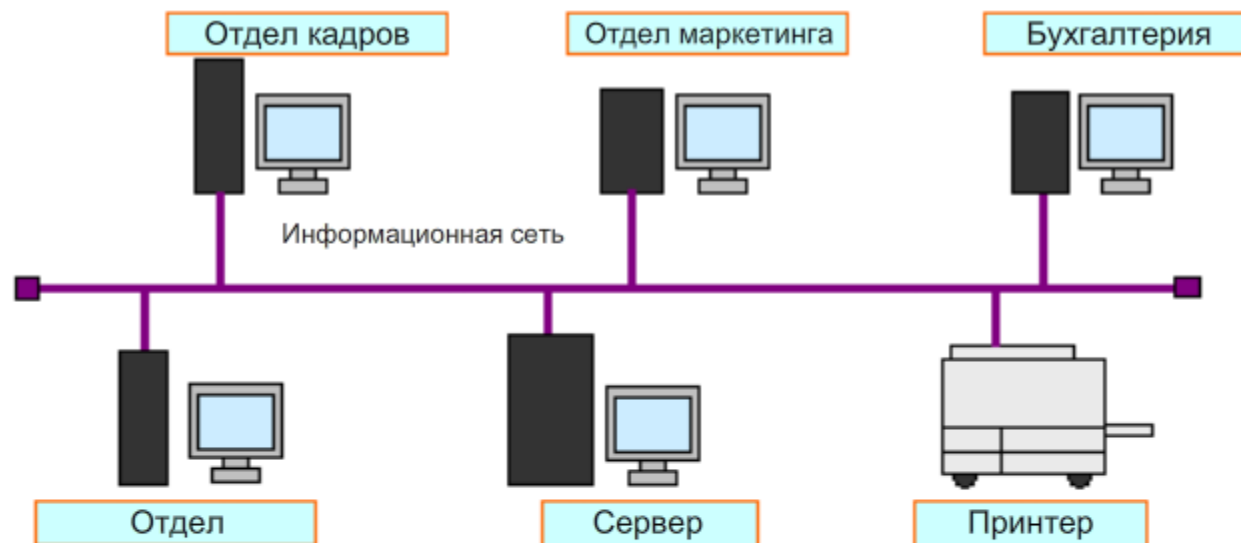 Отдел кадров
Отдел маркетинга
Бухгалтерия
Информационная сеть
Отдел
Сервер
Принтер